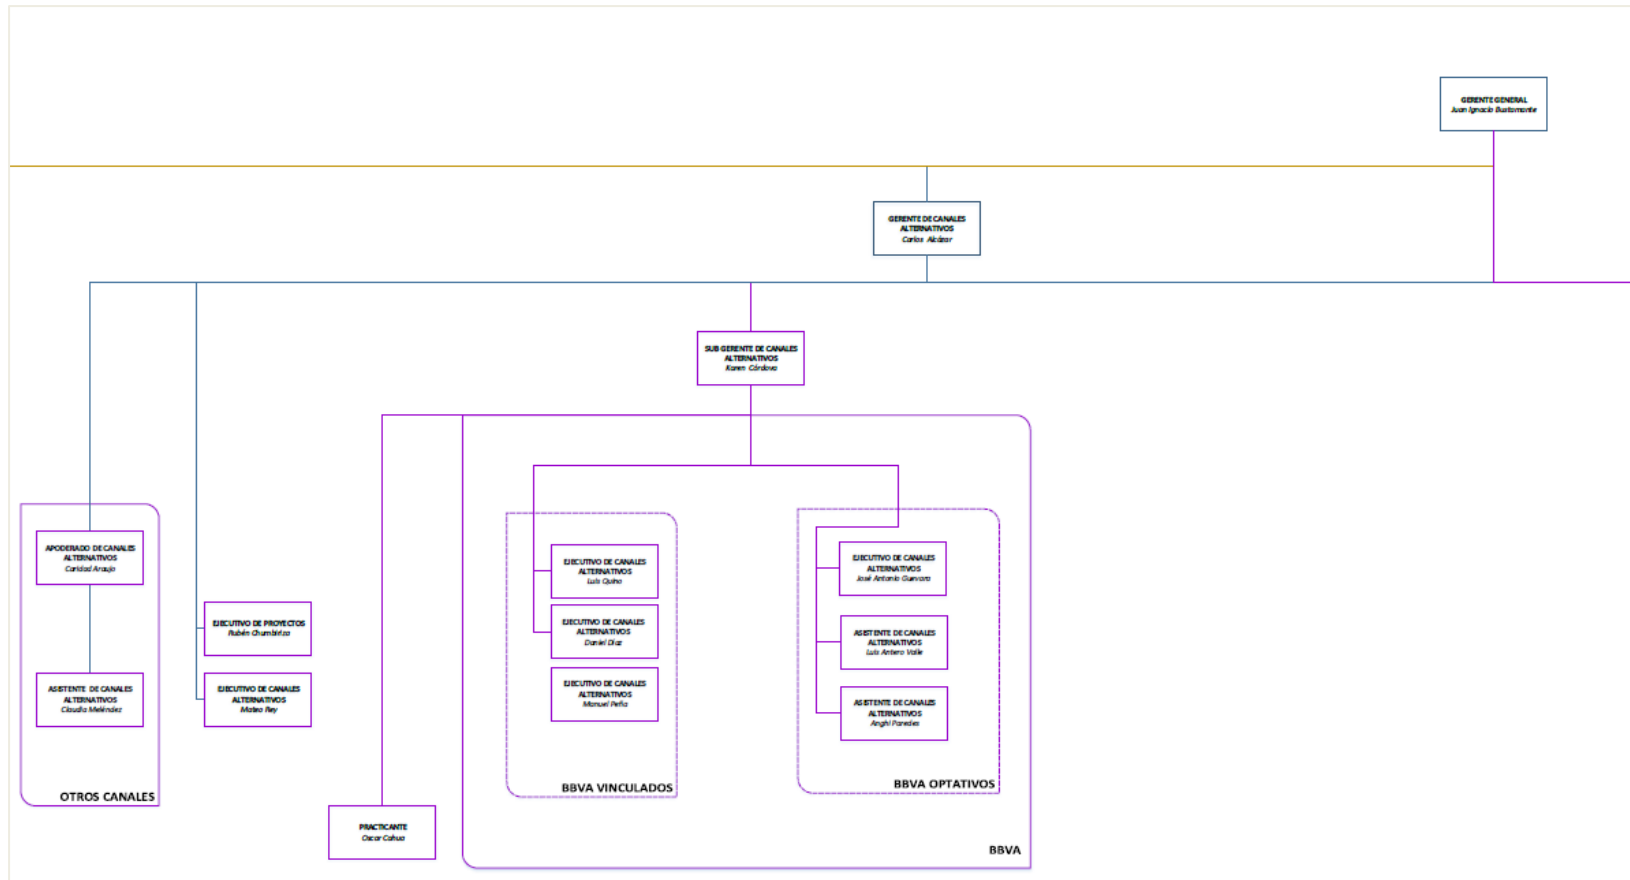 GERENTE GENERAL
Juan Ignacio Bustamante
GERENTE DE CANALES
ALTERNATIVOS
Carlos Alcázar
SUB GERENTE DE CANALES
ALTERNATIVOS
Karen Córdova
APODERADO DE CANALES
ALTERNATIVOS
Caridad Araujo
ASISTENTE DE CANALES
ALTERNATIVOS
Claudia Meléndez
OTROS CANALES
EJECUTIVO DE PROYECTOS
Rubén Chumbiriza
EJECUTIVO DE CANALES
ALTERNATIVOS
Mateo Rey
PRACTICANTE
Oscar Cahua
EJECUTIVO DE CANALES
ALTERNATIVOS
Luis Quino
EJECUTIVO DE CANALES
ALTERNATIVOS
Daniel Díaz
EJECUTIVO DE CANALES
ALTERNATIVOS
Manuel Peña
BBVA VINCULADOS
EJECUTIVO DE CANALES
ALTERNATIVOS
José Antonio Guevara
ASISTENTE DE CANALES
ALTERNATIVOS
Luis Antero Valle
ASISTENTE DE CANALES
ALTERNATIVOS
Anghi Paredes
BBVA OPTATIVOS
BBVA